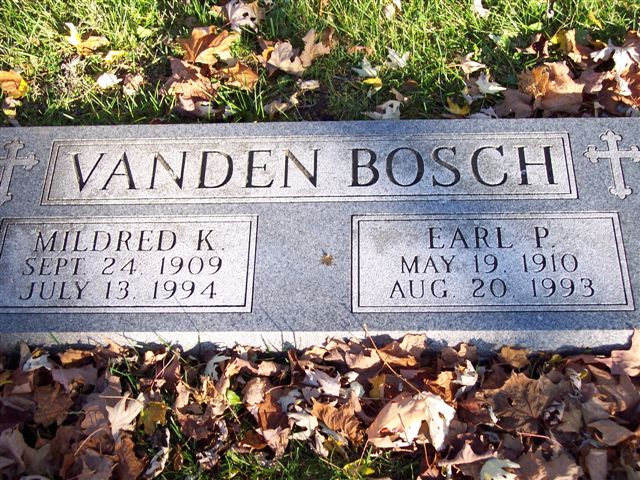 VANDEN BOSCH
MILDRED K.
SEPT. 24, 1909
JULY 13, 1994
EARL P.
MAY 19, 1910
AUG. 20, 1993